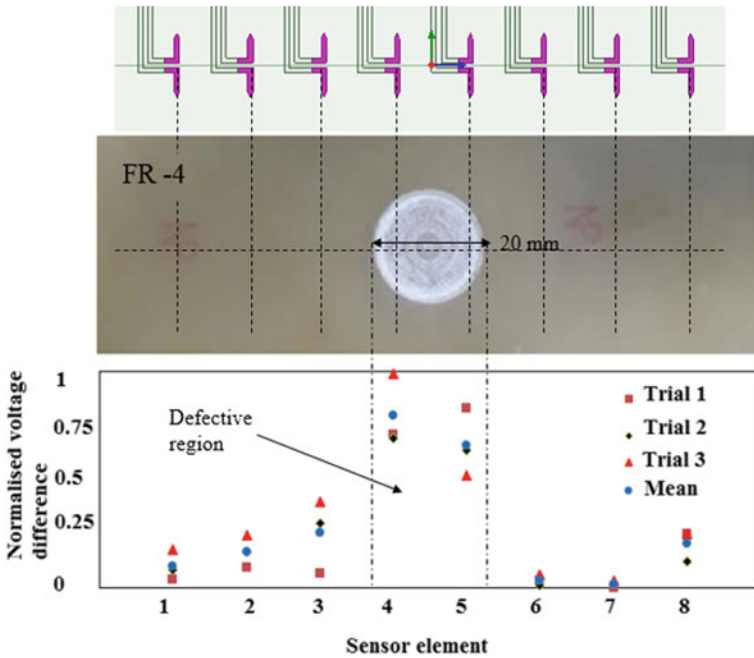 FR -4
20 mm
Normalised voltage
difference
1
0.75
0.5
0.25
0
Defective
region
Trial 1
Trial 2
Trial 3
Mean
1 2 3 4 5 6 7 8
Sensor element